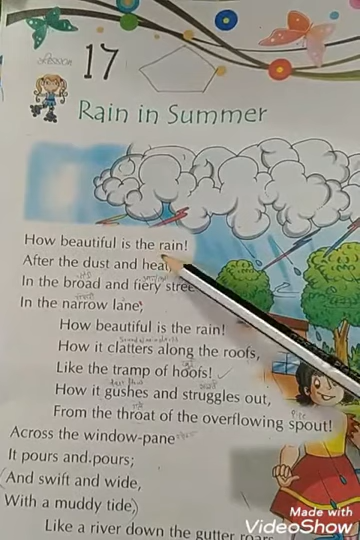 Lesson
17
Rain in Summer
How beautiful is the rain!
After the dust and heat,
In the broad and fiery
In the narrow lane,
How beautiful is the rain!
How it clatters along the roofs,
Like the tramp of hoofs!
How it gushes and struggles out,
From the throat of the overflowing spout!
Across the window-pane
It pours and pours;
And swift and wide,
With a muddy tide,
Like a river down the gutter roars
Made with
VideoShow